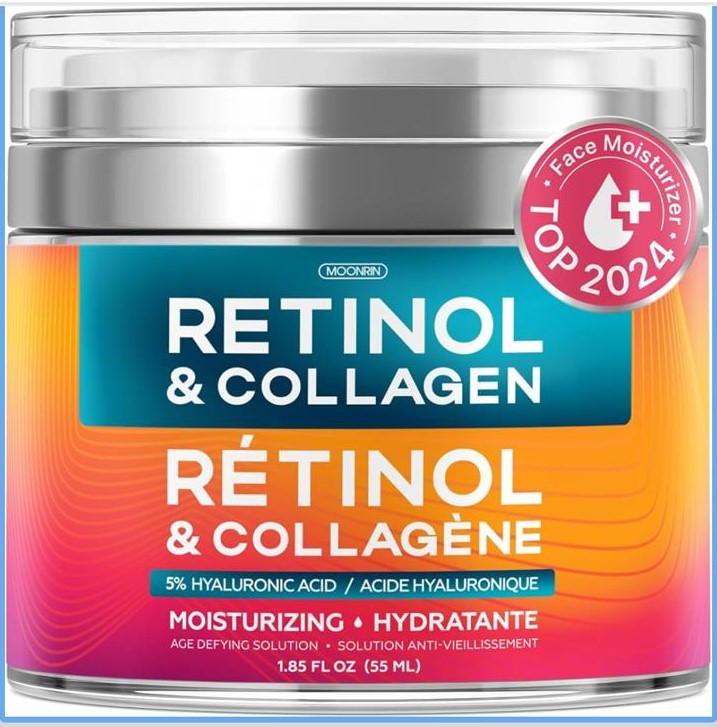 Face Moisturizer
TOP 2024
MOONRIN
RETINOL
& COLLAGEN
RÉTINOL
& COLLAGÈNE
5% HYALURONIC ACID / ACIDE HYALURONIQUE
MOISTURIZING HYDRATANTE
AGE DEFYING SOLUTION • SOLUTION ANTI-VIEILLISSEMENT
1.85 FL OZ (55 ML)